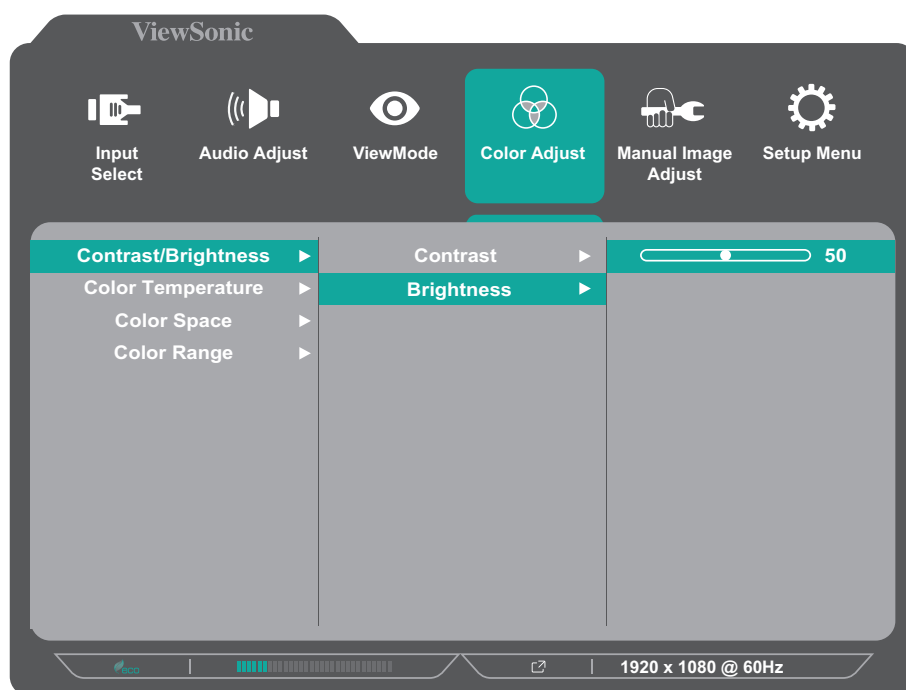 ViewSonic
Input Select
Audio Adjust
ViewMode
Color Adjust
Manual Image Adjust
Setup Menu
Contrast/Brightness
Contrast
50
Color Temperature
Brightness
Color Space
Color Range
eco
1920 x 1080 @ 60Hz